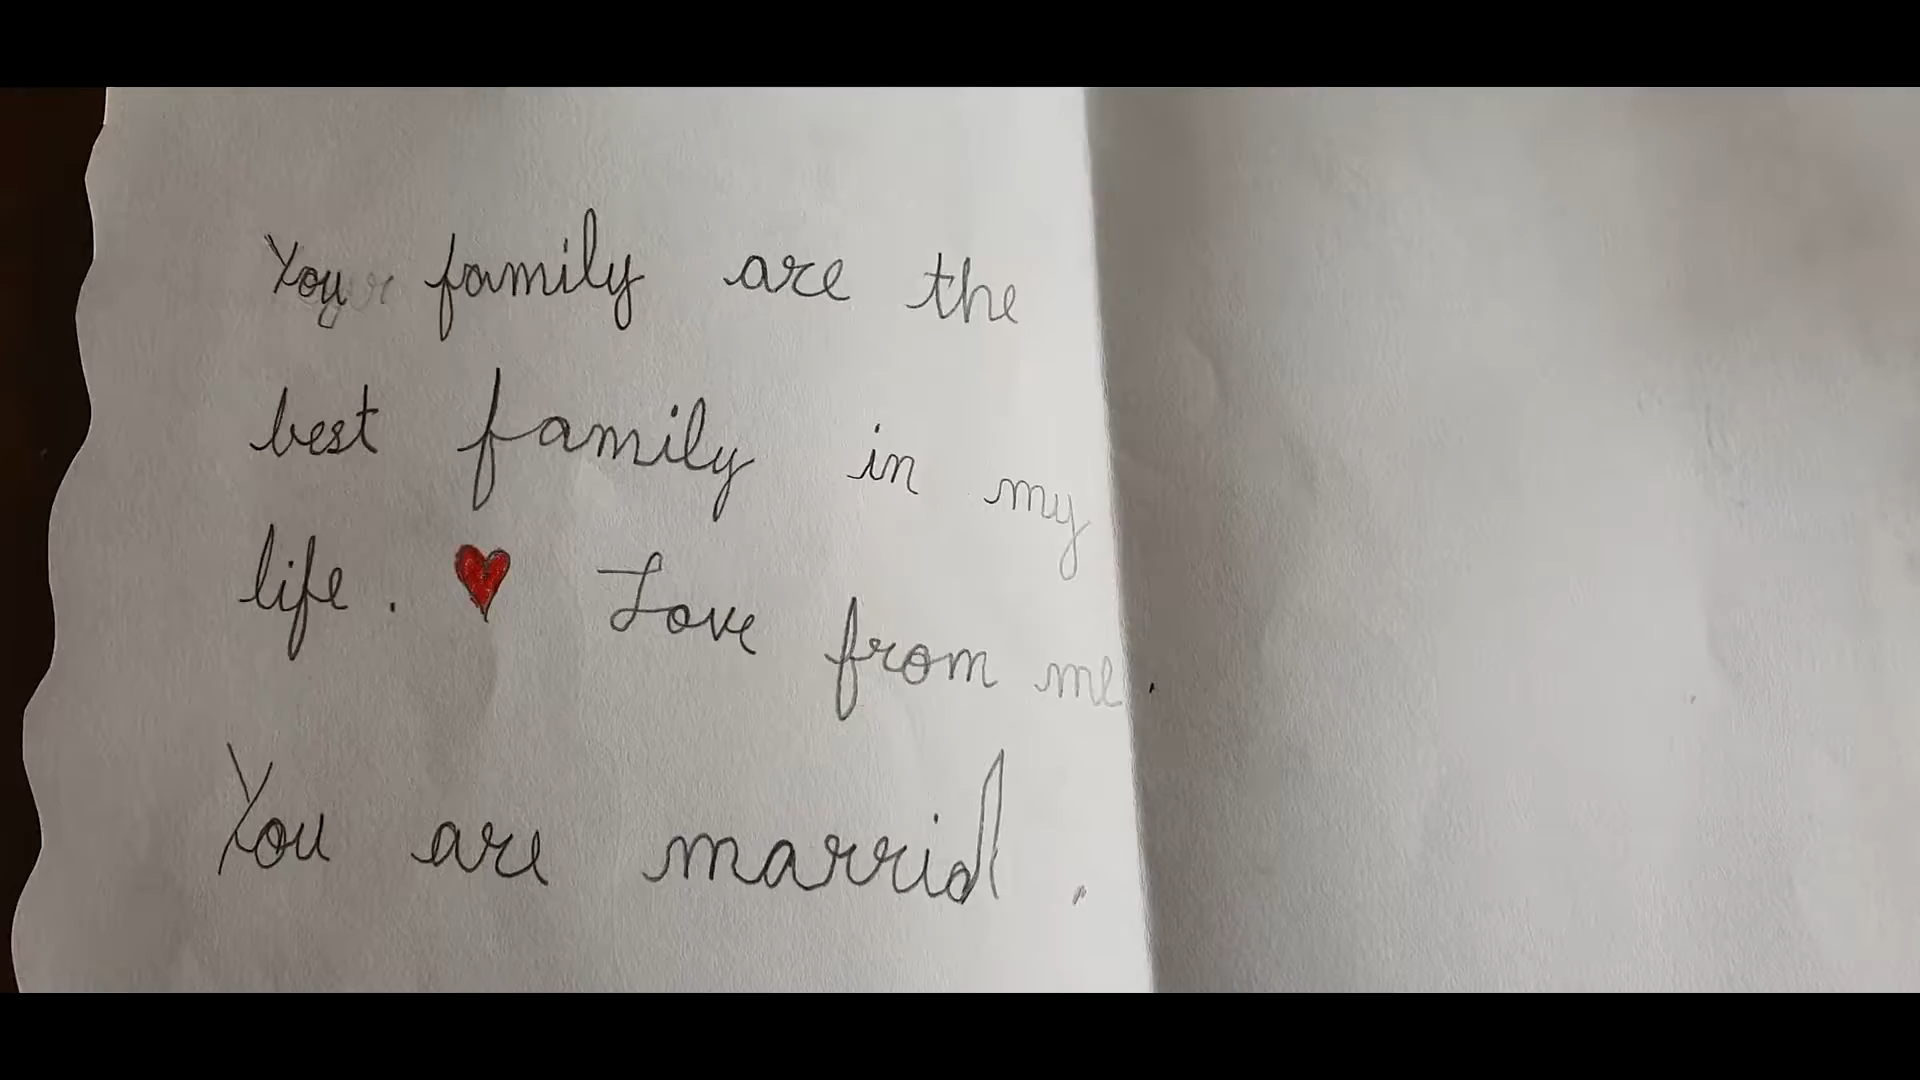 You family are the
best family in my
life. ❤ Love from me.
You are marrid.